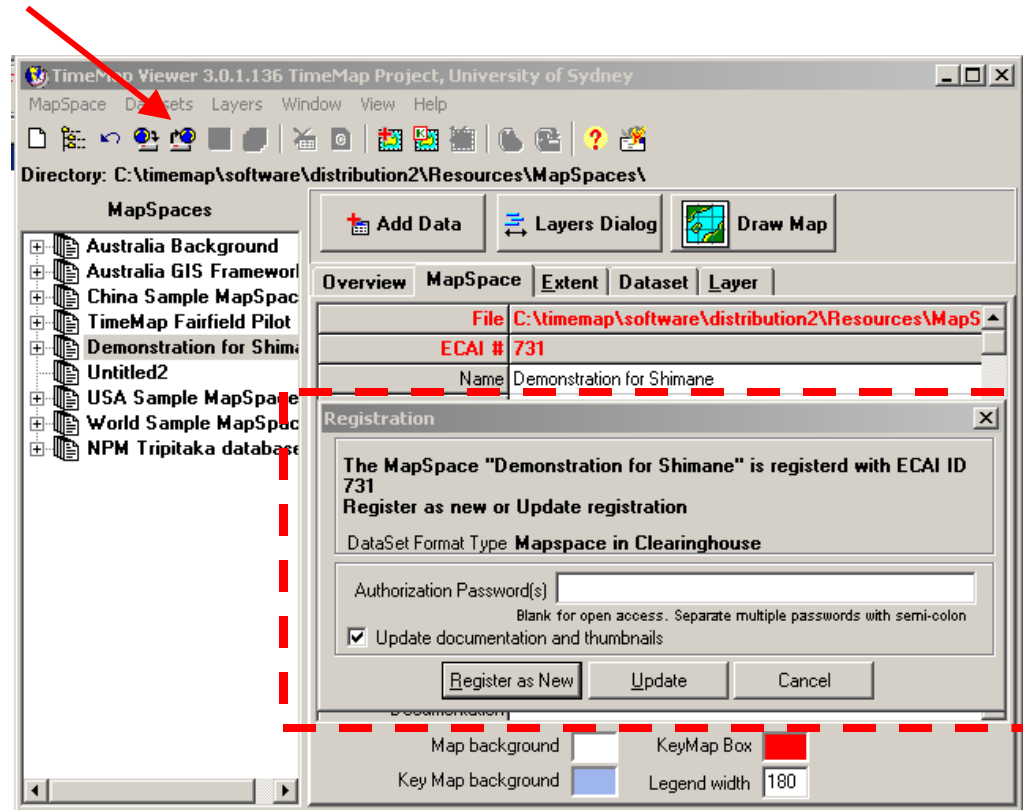 TimeMap Viewer 3.0.1.136 TimeMap Project, University of Sydney
MapSpace Datasets Layers Window View Help
Directory: C:\timemap\software\distribution2\Resources\MapSpaces\
MapSpaces
Australia Background
Australia GIS Framework
China Sample MapSpac
TimeMap Fairfield Pilot
Demonstration for Shima
Untitled2
USA Sample MapSpace
World Sample MapSpac
NPM Tripitaka database
Add Data Layers Dialog Draw Map
Overview MapSpace Extent Dataset Layer
File C:\timemap\software\distribution2\Resources\MapS
ECAI # 731
Name Demonstration for Shimane
Registration
The MapSpace "Demonstration for Shimane" is registerd with ECAI ID
731
Register as new or Update registration
DataSet Format Type Mapspace in Clearinghouse
Authorization Password(s)
Blank for open access. Separate multiple passwords with semi-colon
Update documentation and thumbnails
Register as New Update Cancel
Documentation
Map background KeyMap Box
Key Map background Legend width 180